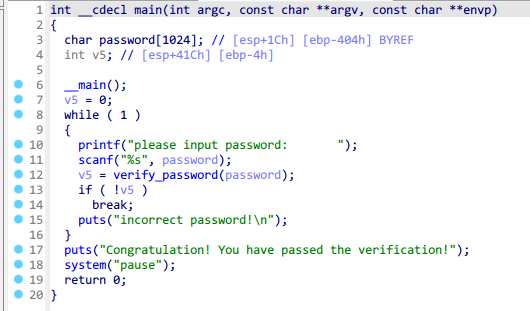 1 int __cdecl main(int argc, const char **argv, const char **envp)
2 {
3   char password[1024]; // [esp+1Ch] [ebp-404h] BYREF
4   int v5; // [esp+41Ch] [ebp-4h]
5
6   __main();
7   v5 = 0;
8   while ( 1 )
9   {
10     printf("please input password:       ");
11     scanf("%s", password);
12     v5 = verify_password(password);
13     if ( !v5 )
14       break;
15     puts("incorrect password!\n");
16   }
17   puts("Congratulation! You have passed the verification!");
18   system("pause");
19   return 0;
20 }